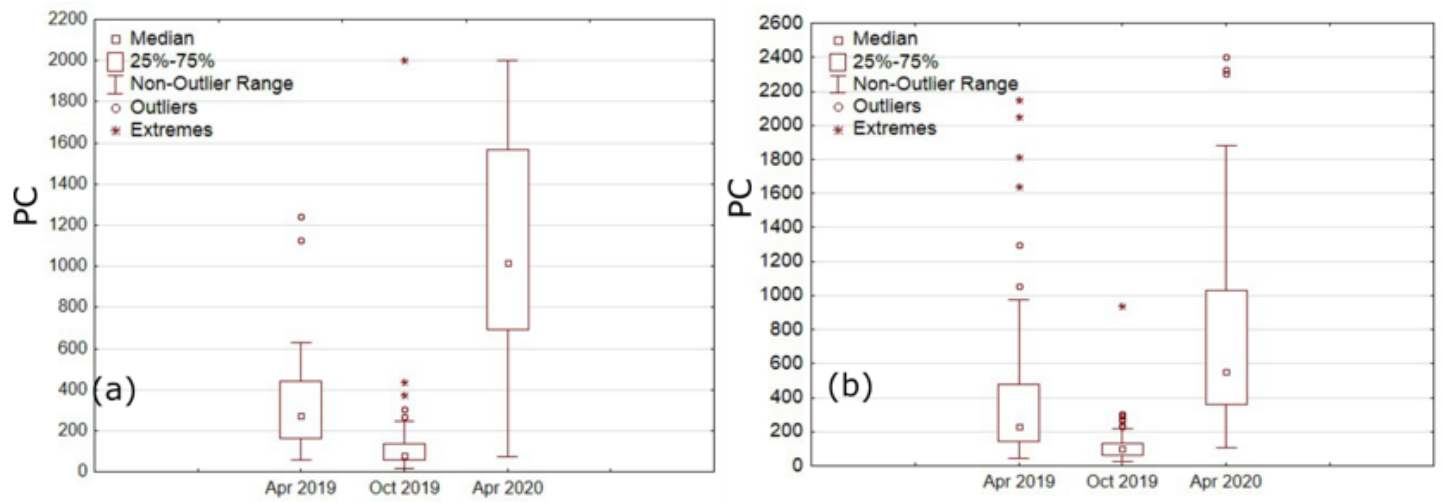 2200
2000
1800
1600
1400
1200
1000
800
600
400
200
0
PC
Median
25%-75%
Non-Outlier Range
Outliers
Extremes
(a)
Apr 2019 Oct 2019 Apr 2020
2600
2400
2200
2000
1800
1600
1400
1200
1000
800
600
400
200
0
PC
Median
25%-75%
Non-Outlier Range
Outliers
Extremes
(b)
Apr 2019 Oct 2019 Apr 2020